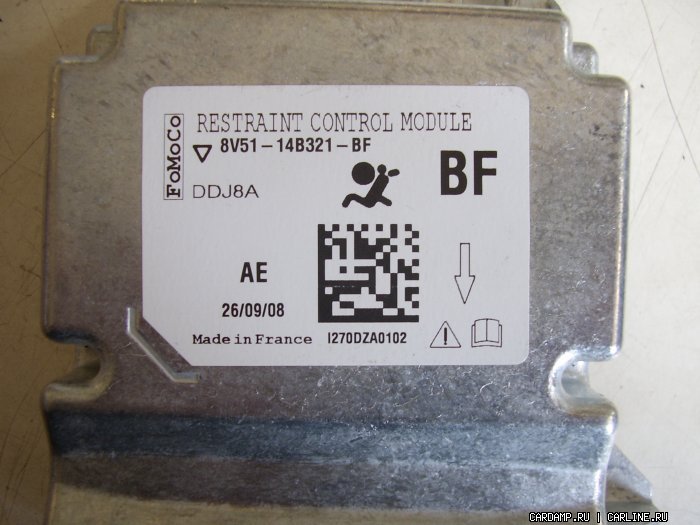 FoMoCo
RESTRAINT CONTROL MODULE
8V51-14B321-BF
DDJ8A
BF
AE
26/09/08
Made in France
I270DZA0102
CARDAMP.RU | CARLINE.RU